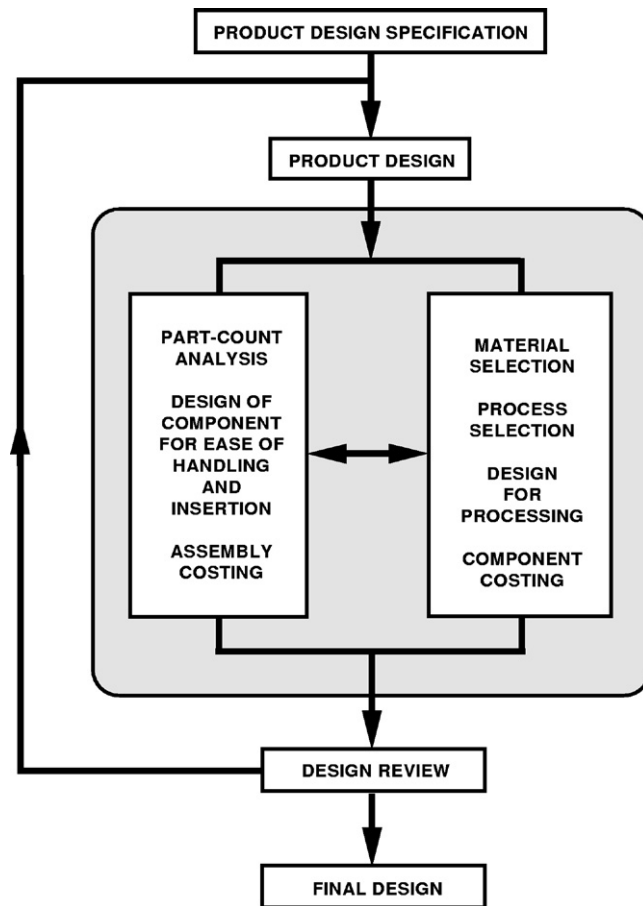 PRODUCT DESIGN SPECIFICATION
PRODUCT DESIGN
PART-COUNT
ANALYSIS
DESIGN OF
COMPONENT
FOR EASE OF
HANDLING
AND
INSERTION
ASSEMBLY
COSTING
MATERIAL
SELECTION
PROCESS
SELECTION
DESIGN
FOR
PROCESSING
COMPONENT
COSTING
DESIGN REVIEW
FINAL DESIGN